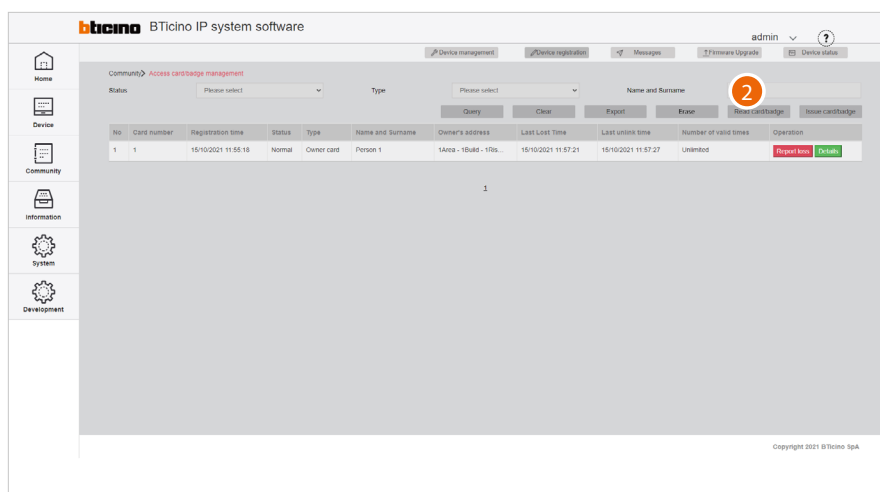 bticino BTicino IP system software
admin ?
Device management Device registration Messages Firmware Upgrade Device status
Home
Community> Access card/badge management
Status Please select Type Please select Name and Surname
2
Query Clear Export Erase Read card/badge Issue card/badge
Device
No Card number Registration time Status Type Name and Surname Owner's address Last Lost Time Last unlink time Number of valid times Operation
1 1 15/10/2021 11:55:18 Normal Owner card Person 1 1Area - 1Build - 1Ris... 15/10/2021 11:57:21 15/10/2021 11:57:27 Unlimited Report loss Details
Community
1
Information
System
Development
Copyright 2021 BTicino SpA